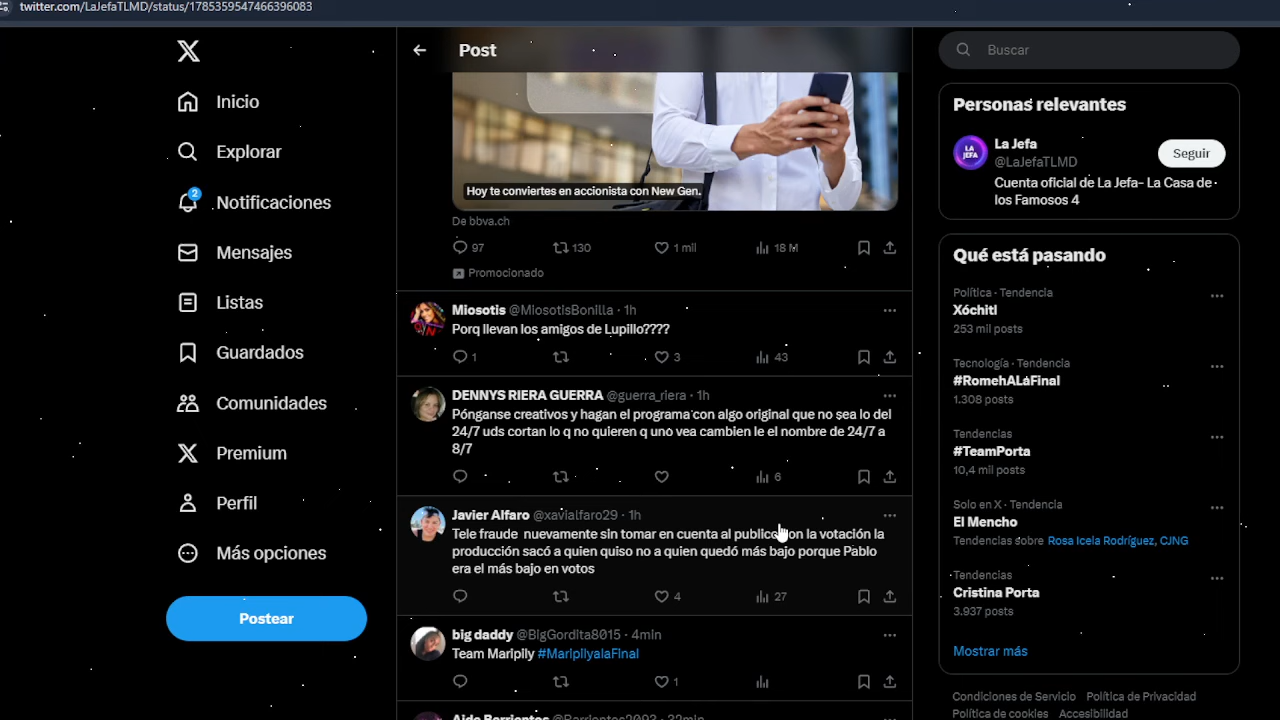 twitter.com/LaJefaTLMD/status/1785359547466396083
Inicio
Explorar
2
Notificaciones
Mensajes
Listas
Guardados
Comunidades
Premium
Perfil
Más opciones
Postear
Post
Hoy te conviertes en accionista con New Gen.
De bbva.ch
97 130 1 mil 18 M
Promocionado
Miosotis @MiosotisBonilla · 1h
Porq llevan los amigos de Lupillo????
1 3 43
DENNYS RIERA GUERRA @guerra_riera · 1h
Pónganse creativos y hagan el programa con algo original que no sea lo del
24/7 uds cortan lo q no quieren q uno vea cambien le el nombre de 24/7 a
8/7
6
Javier Alfaro @xavialfaro29 · 1h
Tele fraude nuevamente sin tomar en cuenta al publico con la votación la
producción sacó a quien quiso no a quien quedó más bajo porque Pablo
era el más bajo en votos
4 27
big daddy @BigGordita8015 · 4min
Team Maripily #MaripilyalaFinal
1
Buscar
Personas relevantes
LA JEFA
La Jefa
@LaJefaTLMD
Seguir
Cuenta oficial de La Jefa- La Casa de
los Famosos 4
Qué está pasando
Política · Tendencia
Xóchitl
253 mil posts
Tecnología · Tendencia
#RomehALaFinal
1.308 posts
Tendencias
#TeamPorta
10,4 mil posts
Solo en X · Tendencia
El Mencho
Tendencias sobre Rosa Icela Rodríguez, CJNG
Tendencias
Cristina Porta
3.937 posts
Mostrar más
Condiciones de Servicio Política de Privacidad
Política de cookies Accesibilidad